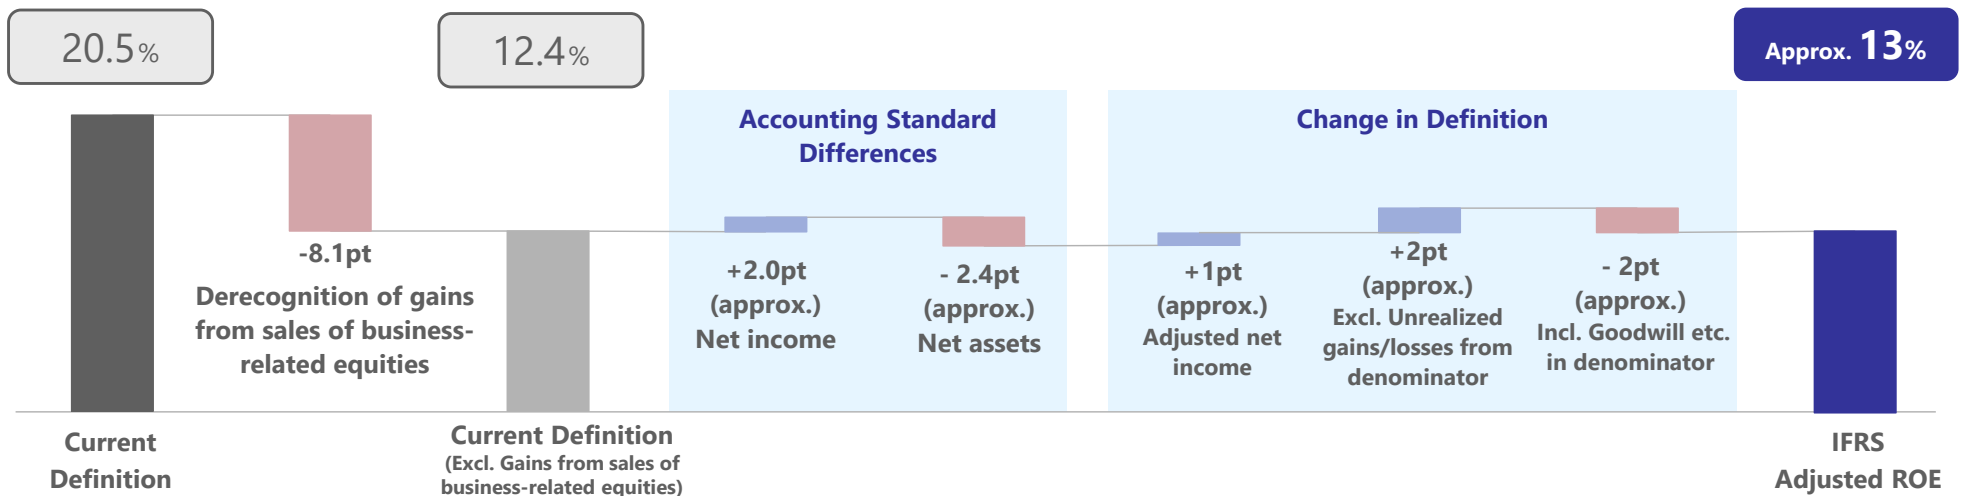 20.5%
12.4%
Approx. 13%
Accounting Standard
Differences
Change in Definition
-8.1pt
Derecognition of gains
from sales of business-
related equities
+2.0pt
(approx.)
Net income
- 2.4pt
(approx.)
Net assets
+1pt
(approx.)
Adjusted net
income
+2pt
(approx.)
Excl. Unrealized
gains/losses from
denominator
- 2pt
(approx.)
Incl. Goodwill etc.
in denominator
Current
Definition
Current Definition
(Excl. Gains from sales of
business-related equities)
IFRS
Adjusted ROE